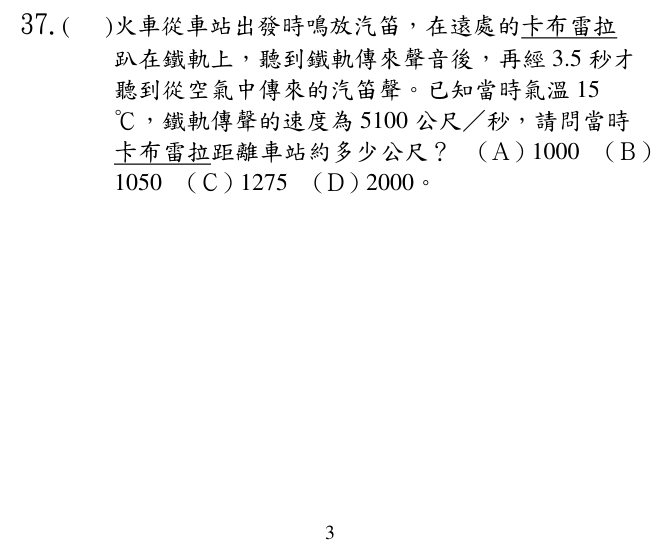 37.(　　)火車從車站出發時鳴放汽笛，在遠處的卡布雷拉
趴在鐵軌上，聽到鐵軌傳來聲音後，再經 3.5 秒才
聽到從空氣中傳來的汽笛聲。已知當時氣溫 15
℃，鐵軌傳聲的速度為 5100 公尺／秒，請問當時
卡布雷拉距離車站約多少公尺？　（A）1000　（B）
1050　（C）1275　（D）2000。
3